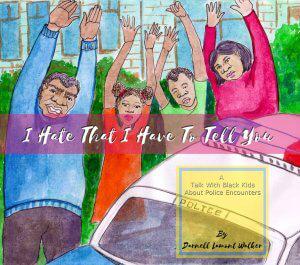 I Hate That I Have To Tell You
A
Talk With Black Kids
About Police Encounters
POLICE
By
Darnell Lamont Walker